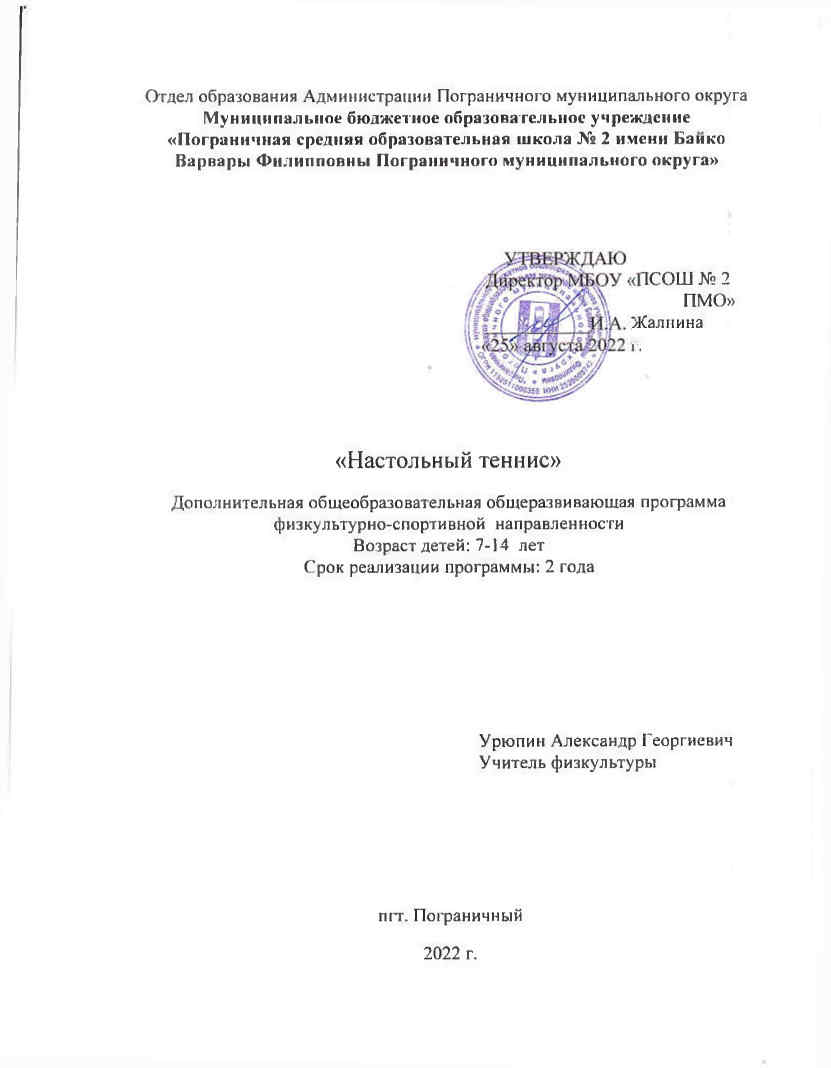 Отдел образования Администрации Пограничного муниципального округа
Муниципальное бюджетное образовательное учреждение
«Пограничная средняя образовательная школа № 2 имени Байко
Варвары Филипповны Пограничного муниципального округа»
УТВЕРЖДАЮ
Директор МБОУ «ПСОШ № 2
ПМО»
И.А. Жалнина
«25» августа 2022 г.
«Настольный теннис»
Дополнительная общеобразовательная общеразвивающая программа
физкультурно-спортивной направленности
Возраст детей: 7-14 лет
Срок реализации программы: 2 года
Урюпин Александр Георгиевич
Учитель физкультуры
пгт. Пограничный
2022 г.